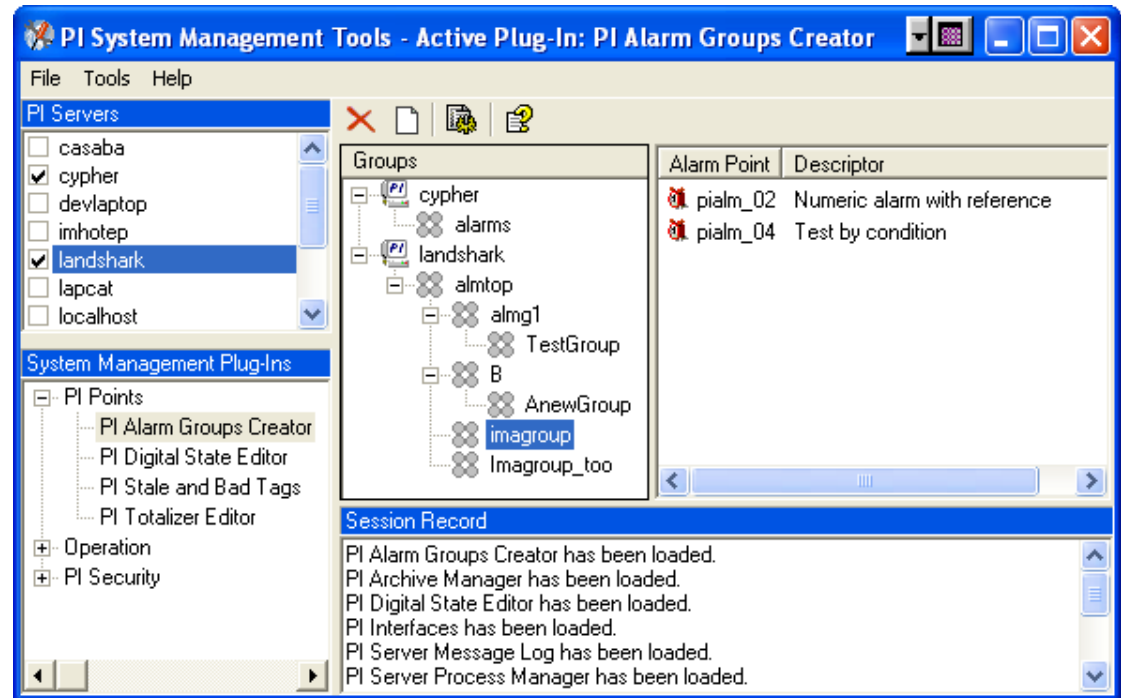 PI System Management Tools - Active Plug-In: PI Alarm Groups Creator
File Tools Help
PI Servers
casaba
cypher
devlaptop
imhotep
landshark
lapcat
localhost
System Management Plug-Ins
PI Points
PI Alarm Groups Creator
PI Digital State Editor
PI Stale and Bad Tags
PI Totalizer Editor
Operation
PI Security
Groups
PI cypher
alarms
PI landshark
almtop
almg1
TestGroup
B
AnewGroup
imagroup
Imagroup_too
Alarm Point Descriptor
pialm_02 Numeric alarm with reference
pialm_04 Test by condition
Session Record
PI Alarm Groups Creator has been loaded.
PI Archive Manager has been loaded.
PI Digital State Editor has been loaded.
PI Interfaces has been loaded.
PI Server Message Log has been loaded.
PI Server Process Manager has been loaded.